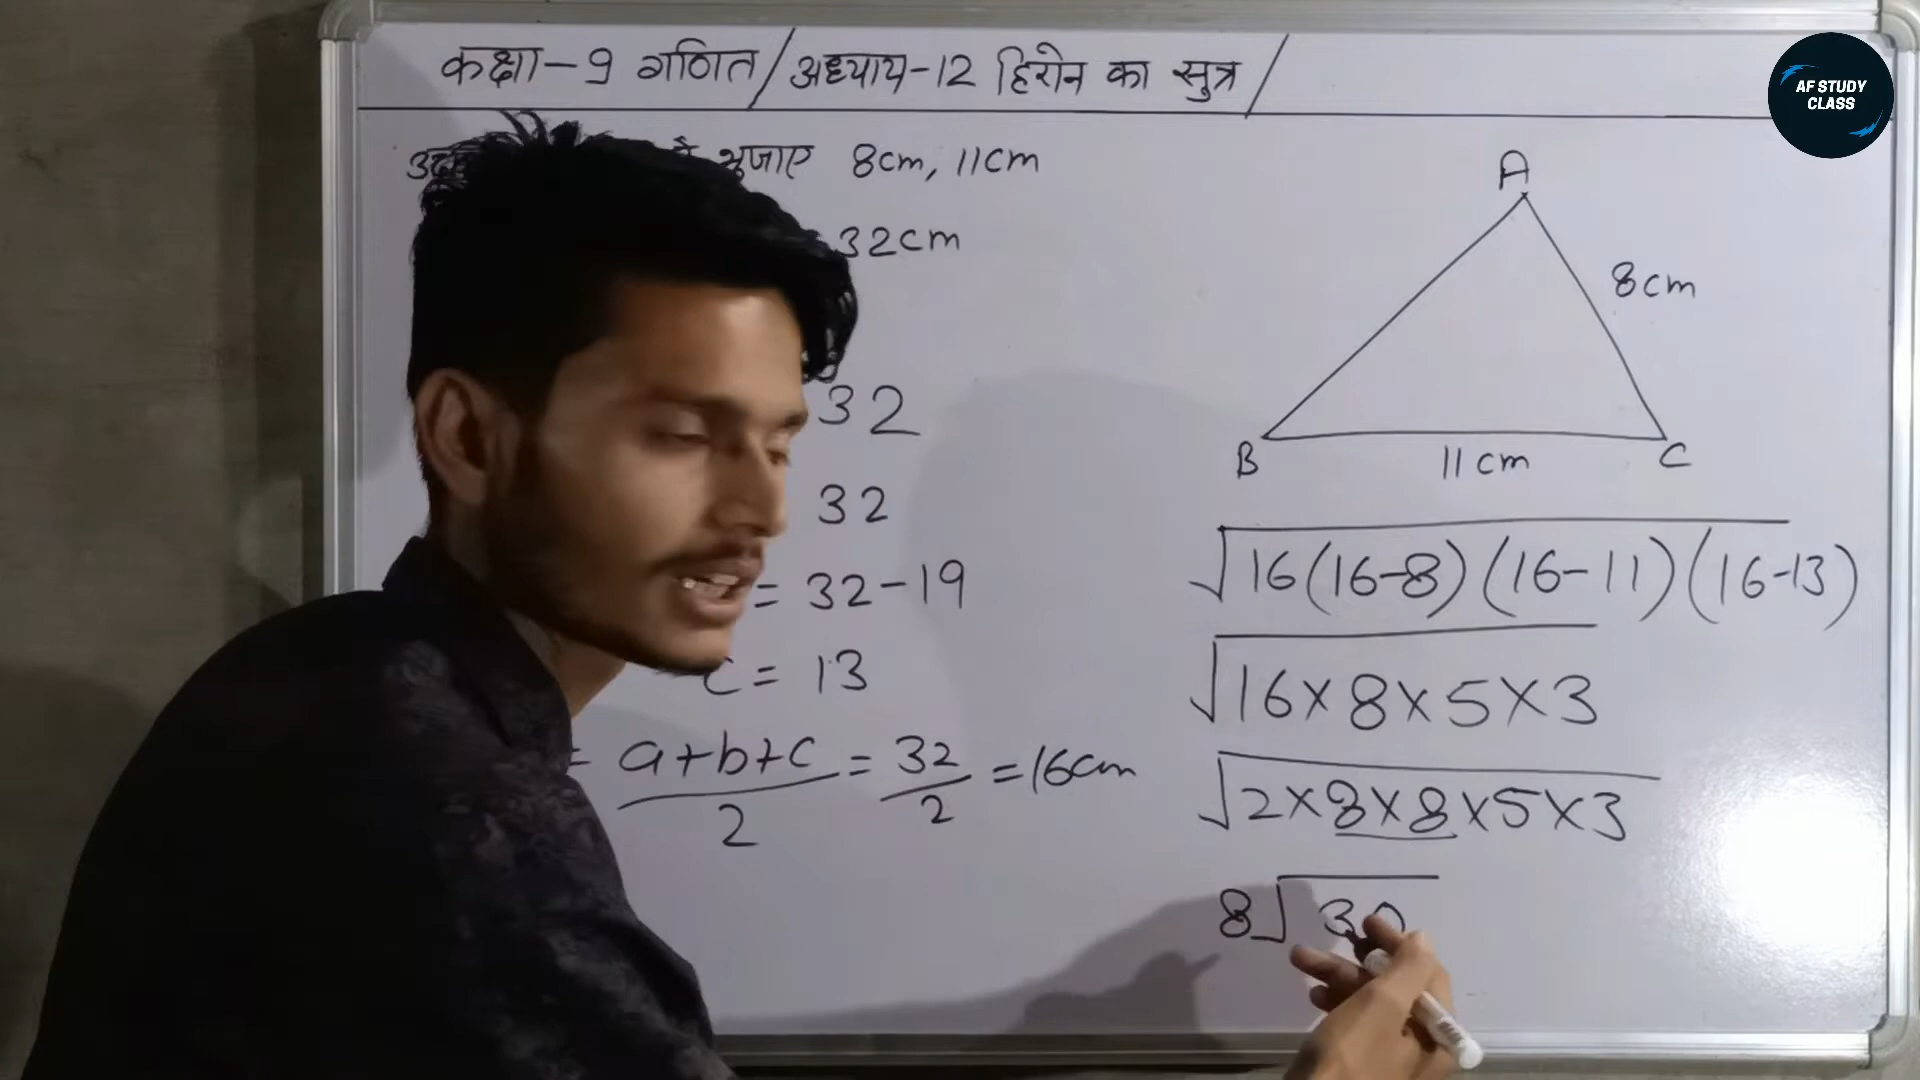 कक्षा-9 गणित/अध्याय-12 हिरोन का सुत्र/
AF STUDY
CLASS
भुजाए 8cm, 11cm
32cm
32
32
= 32-19
c = 13
= a+b+c/2 = 32/2 = 16cm
A
8cm
B
11cm
C
√16(16-8)(16-11)(16-13)
√16×8×5×3
√2×8×8×5×3
8√30